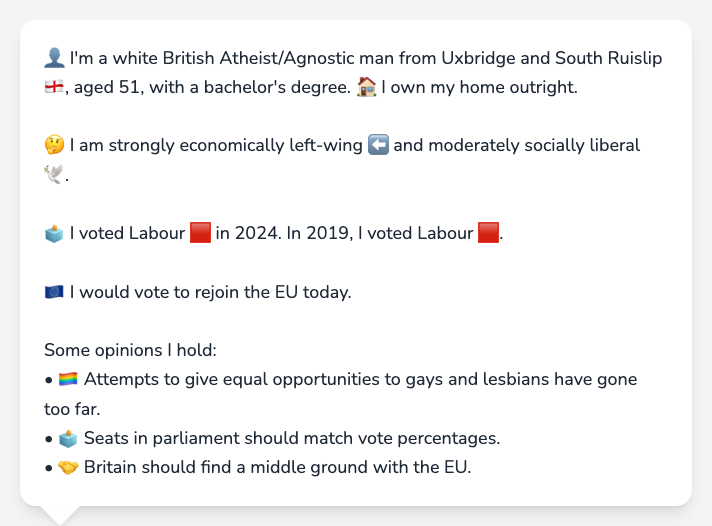 👤 I'm a white British Atheist/Agnostic man from Uxbridge and South Ruislip
🏴󠁧󠁢󠁥󠁮󠁧󠁿, aged 51, with a bachelor's degree. 🏠 I own my home outright.
🤔 I am strongly economically left-wing ⬅️ and moderately socially liberal
🕊️.
🗳️ I voted Labour 🟥 in 2024. In 2019, I voted Labour 🟥.
🇪🇺 I would vote to rejoin the EU today.
Some opinions I hold:
• 🏳️‍🌈 Attempts to give equal opportunities to gays and lesbians have gone
too far.
• 🗳️ Seats in parliament should match vote percentages.
• 🤝 Britain should find a middle ground with the EU.